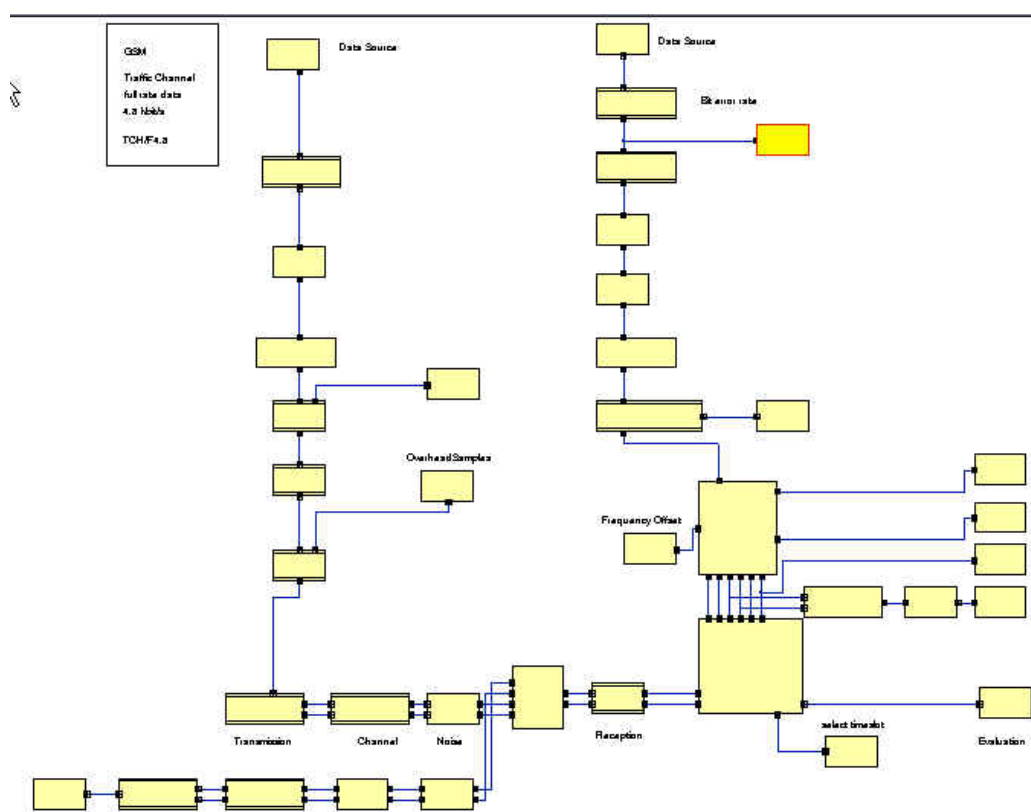 GSM
Traffic Channel
full rate data
4.8 kbit/s
TCH/F4.8
Data Source
Data Source
Bit error rate
Overhead Samples
Frequency Offset
Transmission
Channel
Noise
Reception
select timeslot
Evaluation